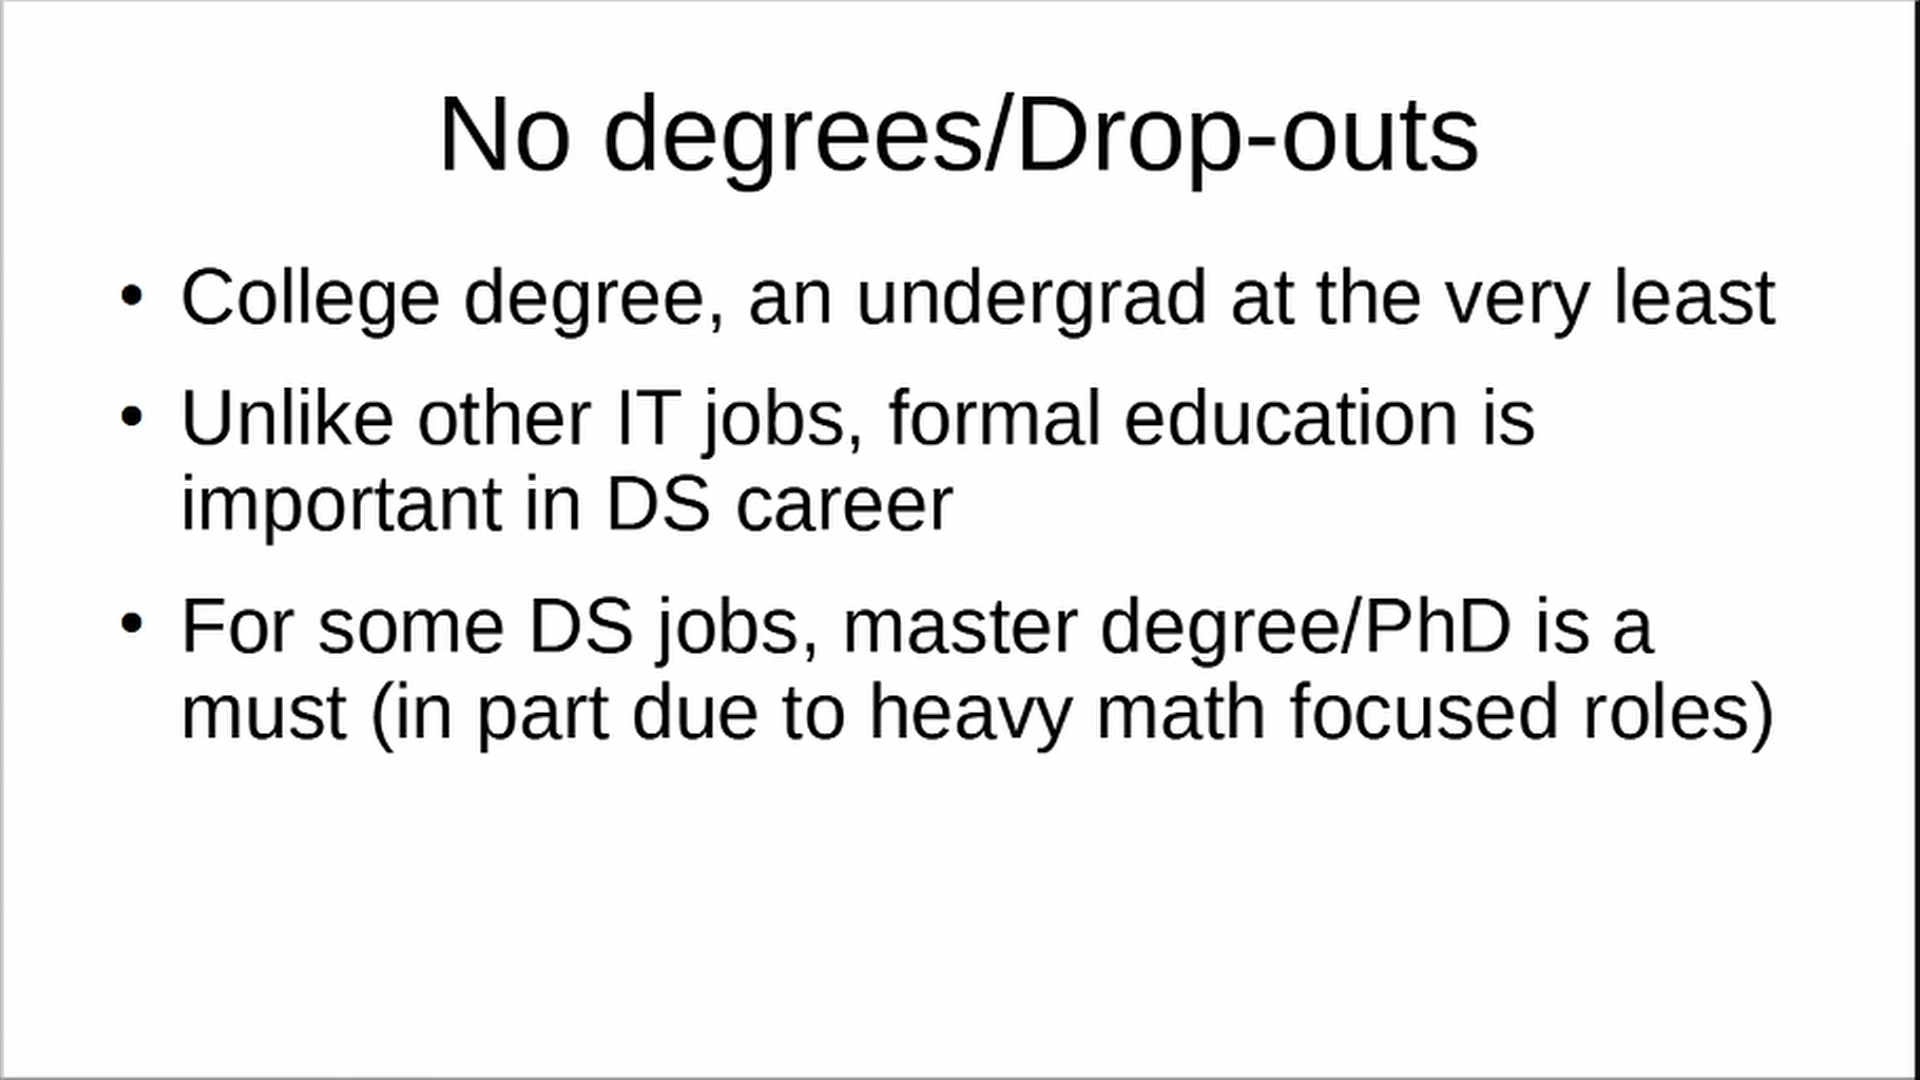 No degrees/Drop-outs
• College degree, an undergrad at the very least
• Unlike other IT jobs, formal education is
important in DS career
• For some DS jobs, master degree/PhD is a
must (in part due to heavy math focused roles)